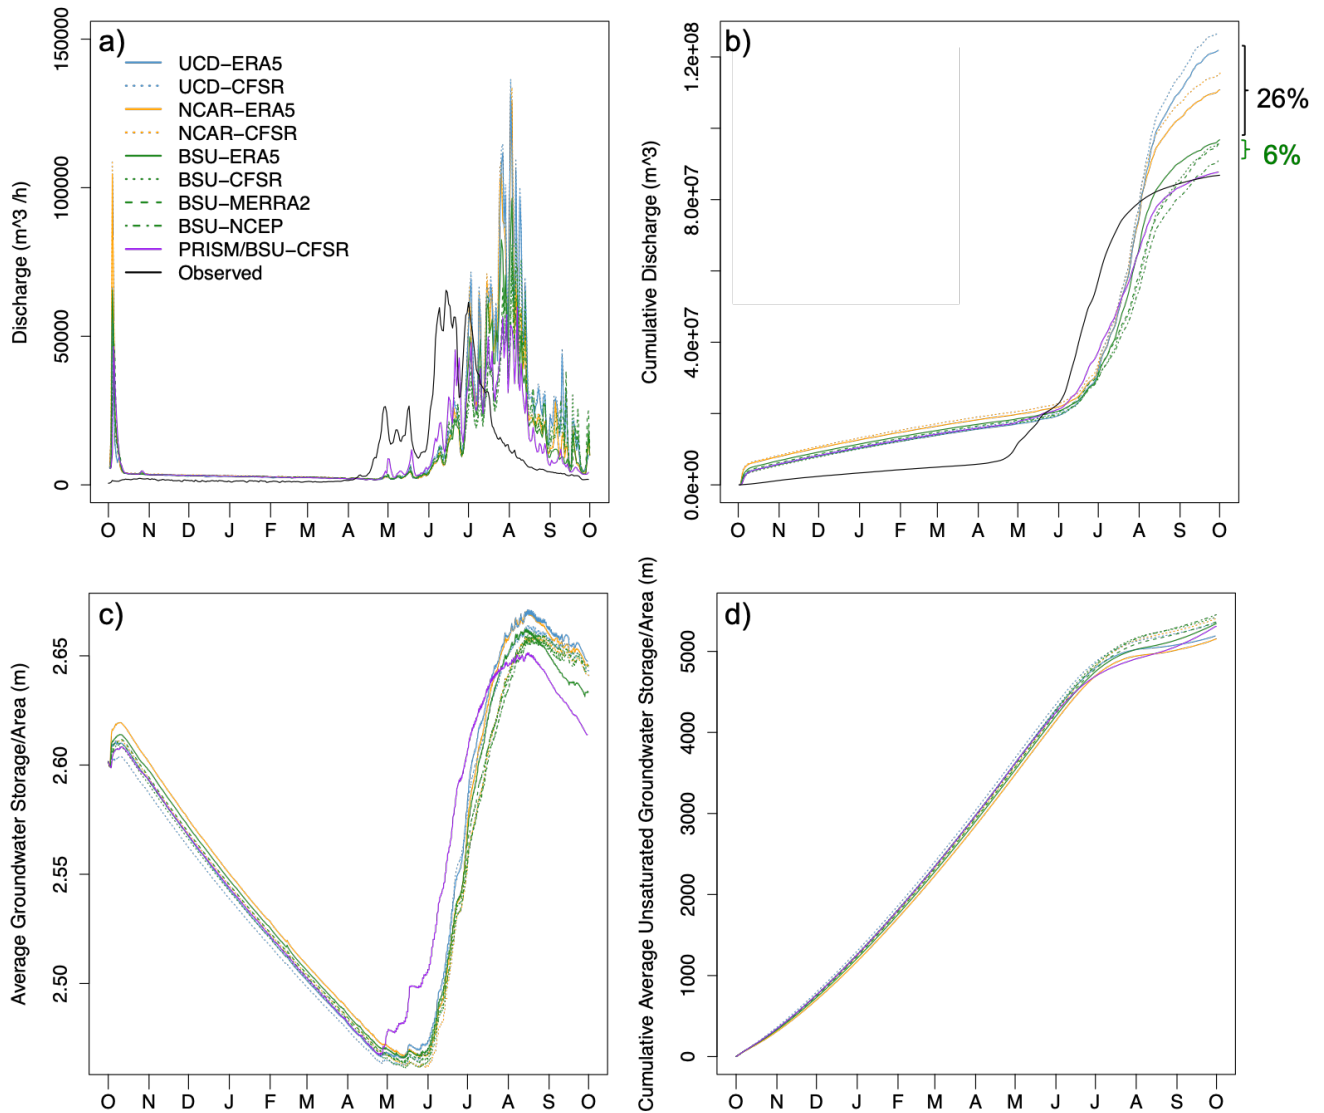 a)
Discharge (m^3 /h)
150000
100000
50000
0
UCD-ERA5
UCD-CFSR
NCAR-ERA5
NCAR-CFSR
BSU-ERA5
BSU-CFSR
BSU-MERRA2
BSU-NCEP
PRISM/BSU-CFSR
Observed
O N D J F M A M J J A S O
b)
Cumulative Discharge (m^3)
1.2e+08
8.0e+07
4.0e+07
0.0e+00
26%
6%
O N D J F M A M J J A S O
c)
Average Groundwater Storage/Area (m)
2.65
2.60
2.55
2.50
O N D J F M A M J J A S O
d)
Cumulative Average Unsaturated Groundwater Storage/Area (m)
5000
4000
3000
2000
1000
0
O N D J F M A M J J A S O